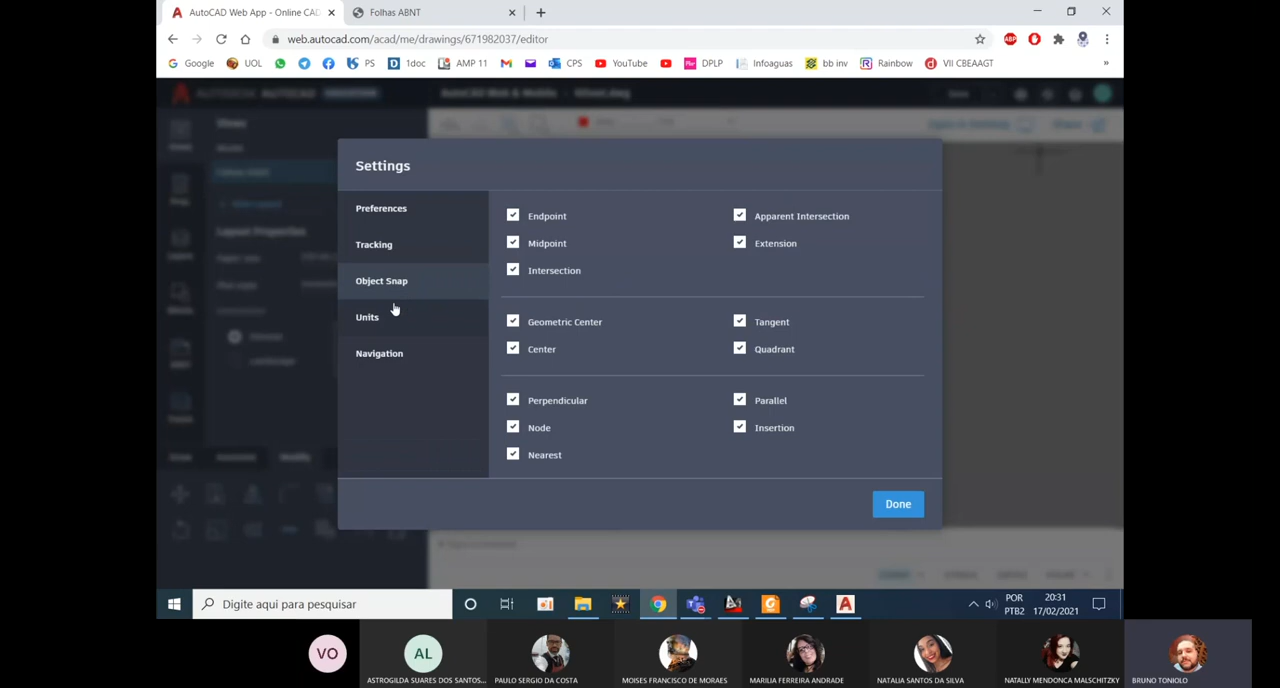 AutoCAD Web App - Online CAD
Folhas ABNT
web.autocad.com/acad/me/drawings/671982037/editor
ABP
Google UOL PS 1doc AMP 11 CPS YouTube DPLP Infoaguas bb inv Rainbow VII CBEAAGT »
Settings
Preferences
Tracking
Object Snap
Units
Navigation
Endpoint
Apparent Intersection
Midpoint
Extension
Intersection
Geometric Center
Tangent
Center
Quadrant
Perpendicular
Parallel
Node
Insertion
Nearest
Done
Digite aqui para pesquisar
POR
PTB2
20:31
17/02/2021
VO
AL
ASTROGILDA SUARES DOS SANTOS...
PAULO SERGIO DA COSTA
MOISES FRANCISCO DE MORAES
MARILIA FERREIRA ANDRADE
NATALIA SANTOS DA SILVA
NATALLY MENDONCA MALSCHITZKY
BRUNO TONIOLO